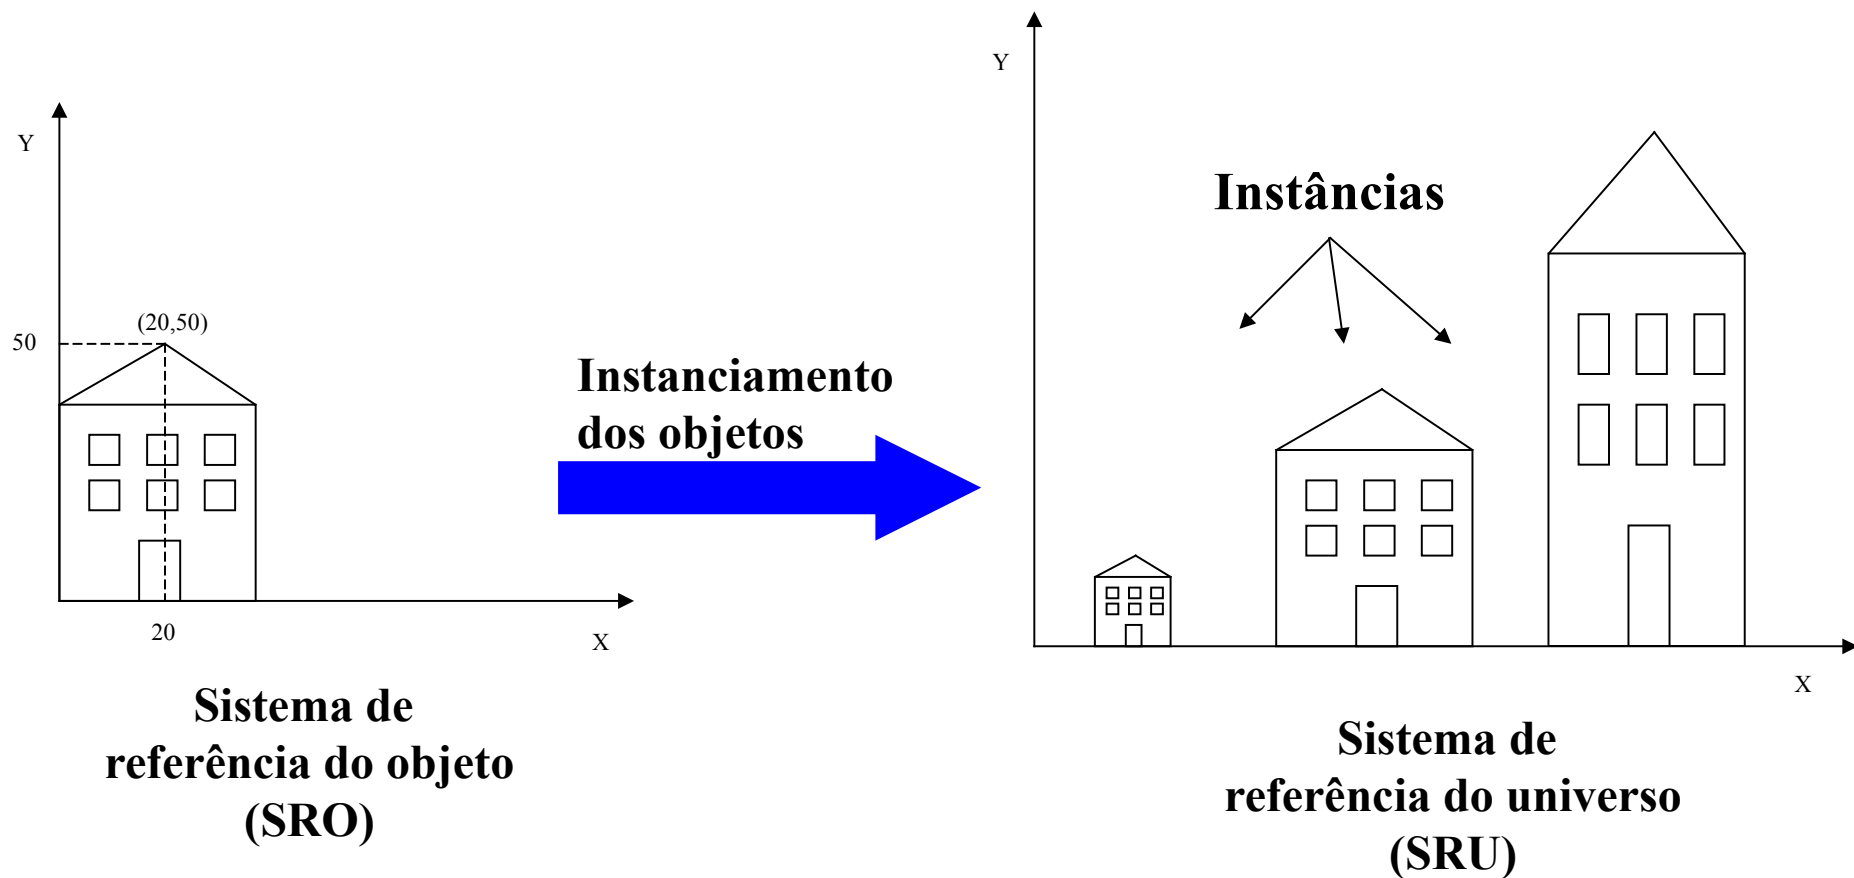 Y
50
(20,50)
20
X
Sistema de
referência do objeto
(SRO)
Instanciamento
dos objetos
Y
Instâncias
X
Sistema de
referência do universo
(SRU)